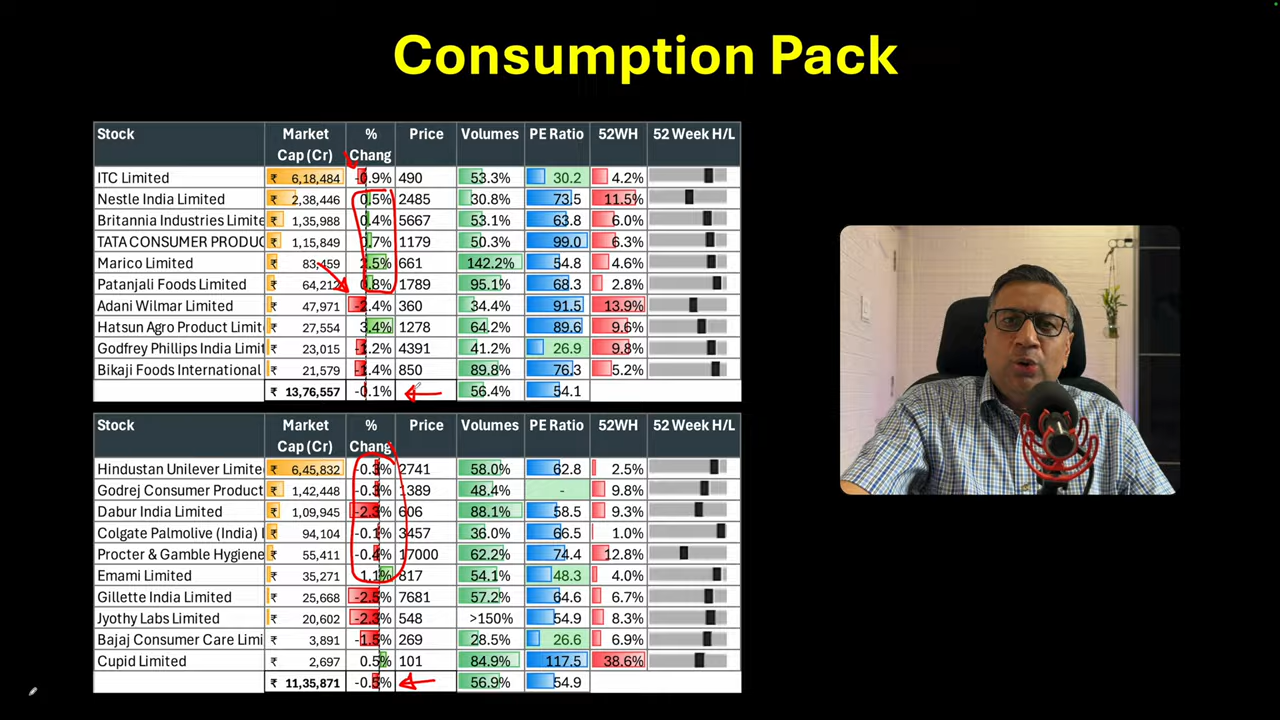 Consumption Pack
Stock Market Cap (Cr) % Chang Price Volumes PE Ratio 52WH 52 Week H/L
ITC Limited ₹ 6,18,484 -0.9% 490 53.3% 30.2 4.2%
Nestle India Limited ₹ 2,38,446 0.5% 2485 30.8% 73.5 11.5%
Britannia Industries Limite ₹ 1,35,988 0.4% 5667 53.1% 63.8 6.0%
TATA CONSUMER PRODUC ₹ 1,15,849 0.7% 1179 50.3% 99.0 6.3%
Marico Limited ₹ 83,459 2.5% 661 142.2% 54.8 4.6%
Patanjali Foods Limited ₹ 64,212 0.8% 1789 95.1% 68.3 2.8%
Adani Wilmar Limited ₹ 47,971 -2.4% 360 34.4% 91.5 13.9%
Hatsun Agro Product Limit ₹ 27,554 3.4% 1278 64.2% 89.6 9.6%
Godfrey Phillips India Limit ₹ 23,015 -1.2% 4391 41.2% 26.9 9.8%
Bikaji Foods International ₹ 21,579 -1.4% 850 89.8% 76.3 5.2%
₹ 13,76,557 -0.1% 56.4% 54.1
Stock Market Cap (Cr) % Chang Price Volumes PE Ratio 52WH 52 Week H/L
Hindustan Unilever Limite ₹ 6,45,832 -0.3% 2741 58.0% 62.8 2.5%
Godrej Consumer Product ₹ 1,42,448 -0.3% 1389 48.4% - 9.8%
Dabur India Limited ₹ 1,09,945 -2.3% 606 88.1% 58.5 9.3%
Colgate Palmolive (India) ₹ 94,104 -0.1% 3457 36.0% 66.5 1.0%
Procter & Gamble Hygiene ₹ 55,411 -0.4% 17000 62.2% 74.4 12.8%
Emami Limited ₹ 35,271 1.1% 817 54.1% 48.3 4.0%
Gillette India Limited ₹ 25,668 -2.5% 7681 57.2% 64.6 6.7%
Jyothy Labs Limited ₹ 20,602 -2.3% 548 >150% 54.9 8.3%
Bajaj Consumer Care Limi ₹ 3,891 -1.5% 269 28.5% 26.6 6.9%
Cupid Limited ₹ 2,697 0.5% 101 84.9% 117.5 38.6%
₹ 11,35,871 -0.5% 56.9% 54.9